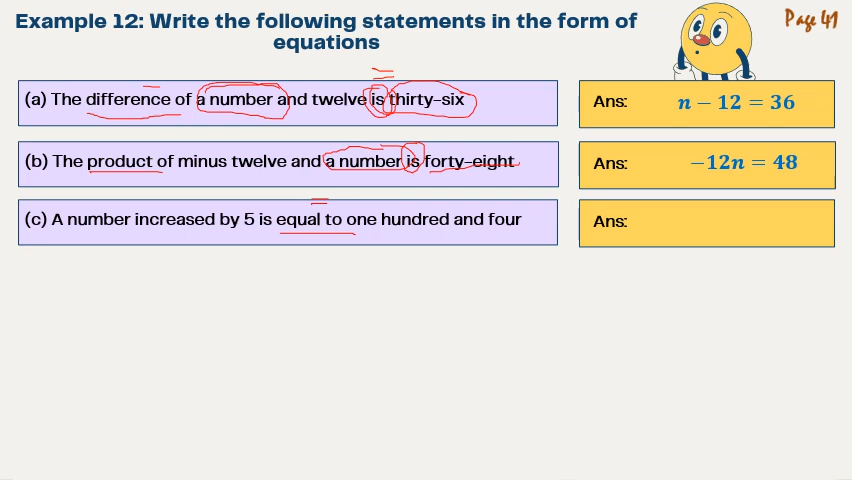 Example 12: Write the following statements in the form of
equations
Page 41
(a) The difference of a number and twelve is thirty-six
Ans: n − 12 = 36
(b) The product of minus twelve and a number is forty-eight
Ans: −12n = 48
(c) A number increased by 5 is equal to one hundred and four
Ans: